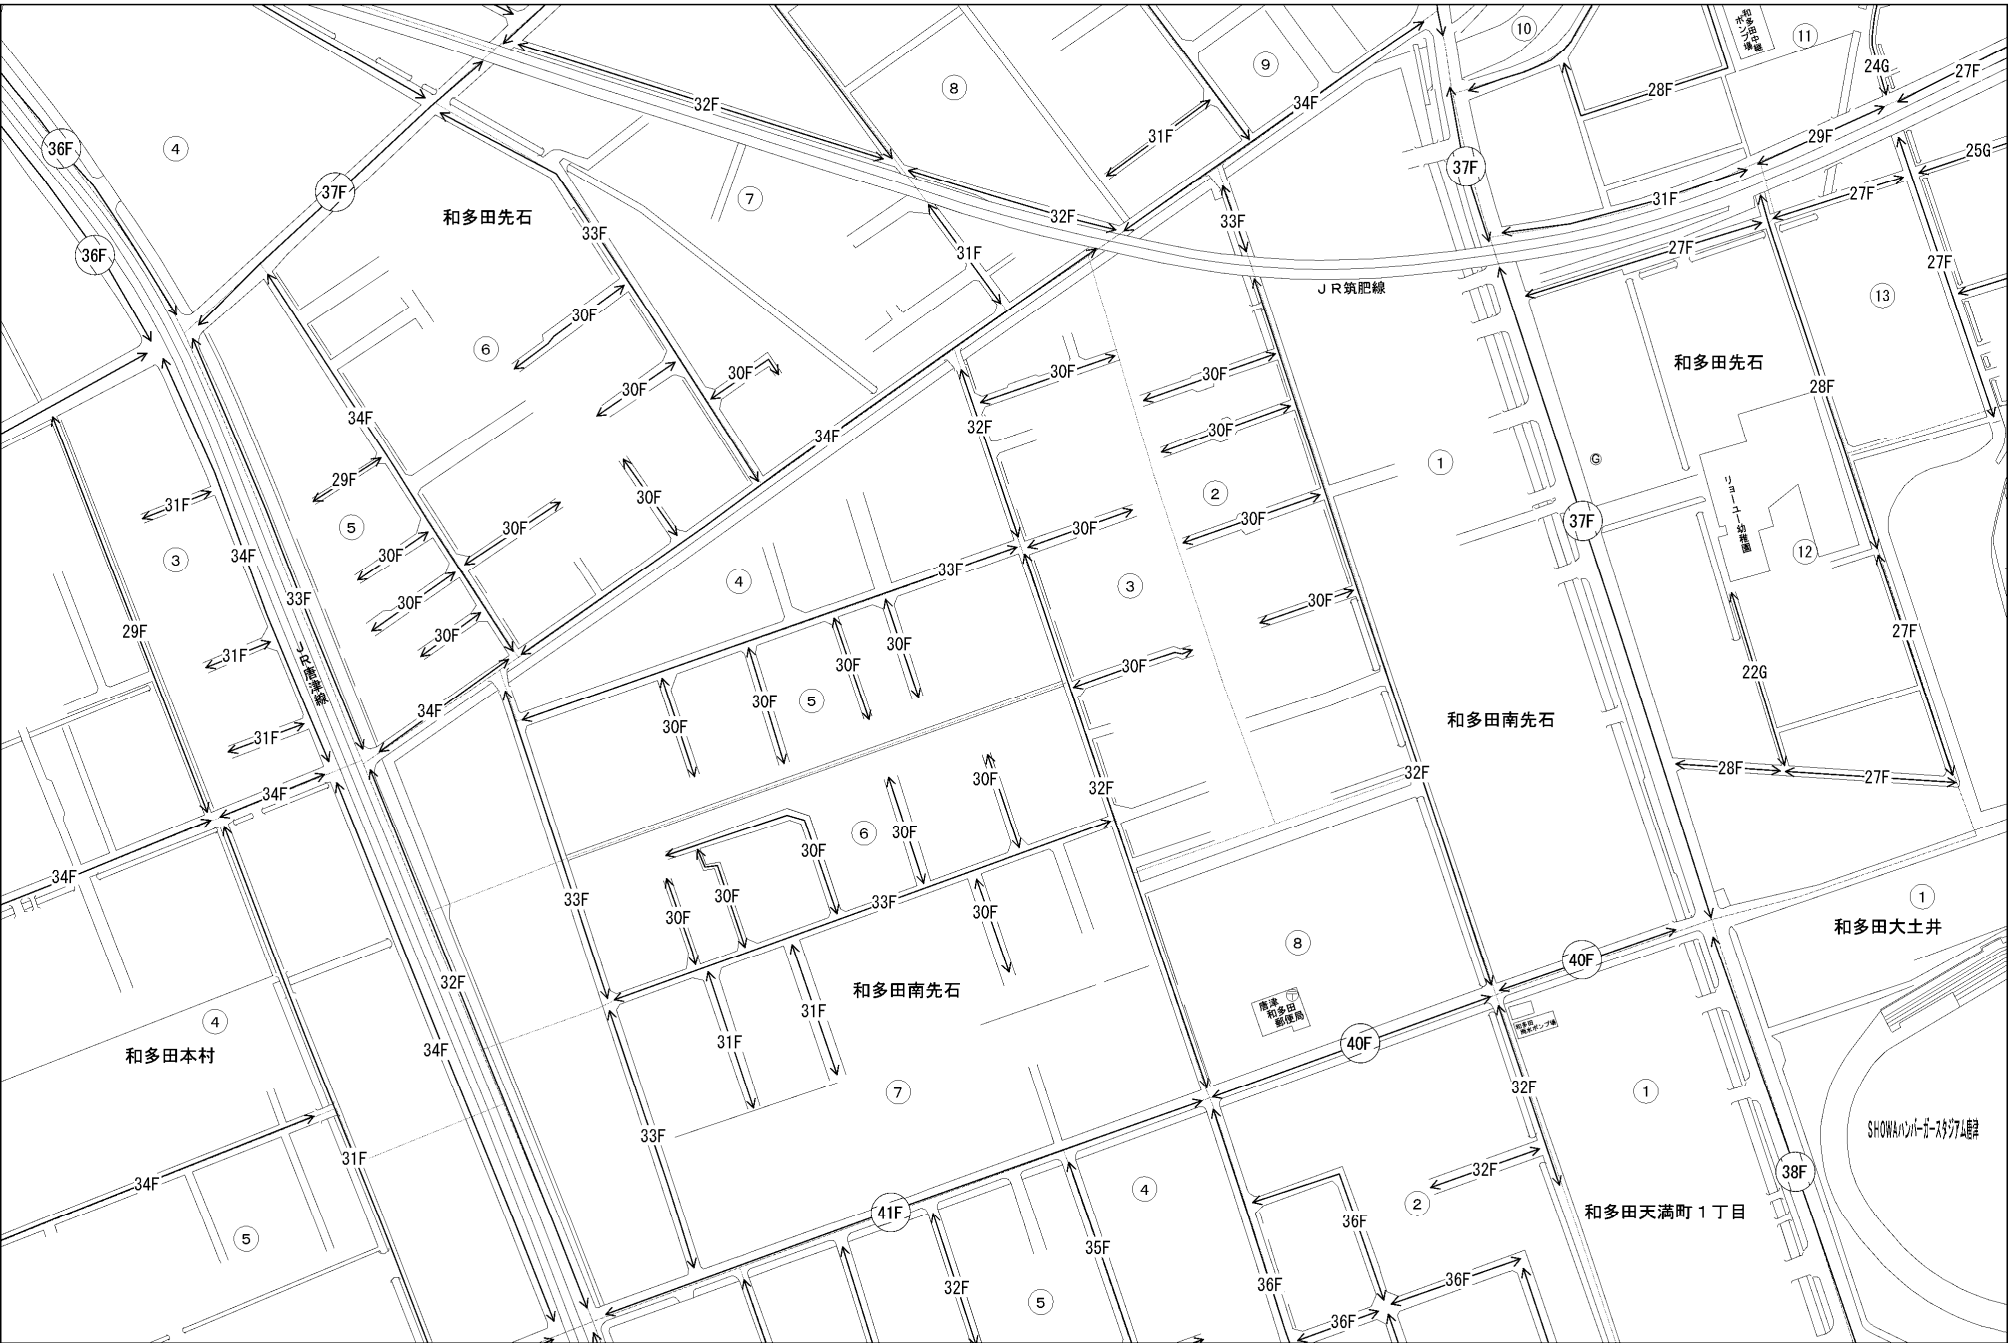 10
和多田中継
ポンプ場
11
24G
27F
9
8
32F
34F
28F
31F
29F
36F
4
25G
37F
37F
7
27F
和多田先石
33F
32F
33F
31F
36F
31F
27F
27F
JR筑肥線
13
30F
6
和多田先石
30F
30F
30F
30F
28F
34F
32F
34F
30F
1
G
29F
2
31F
30F
リョーユー幼稚園
5
30F
30F
30F
37F
34F
3
30F
33F
4
3
12
33F
30F
30F
29F
30F
30F
30F
27F
31F
30F
30F
22G
JR唐津線
5
30F
30F
34F
和多田南先石
31F
28F
27F
32F
30F
34F
32F
6
30F
30F
34F
33F
30F
33F
30F
30F
1
和多田大土井
8
40F
32F
和多田南先石
唐津
和多田
郵便局
31F
4
和多田
雨水ポンプ場
31F
40F
和多田本村
34F
32F
7
1
SHOWAハンバーガースタジアム唐津
33F
31F
34F
32F
38F
4
2
41F
和多田天満町1丁目
36F
5
35F
32F
36F
36F
5
36F